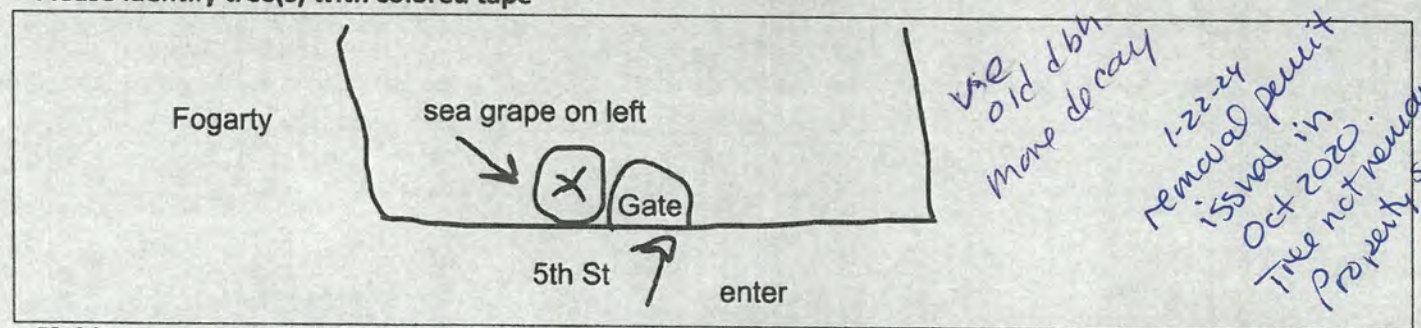 Please identify tree(s) with colored tape
Fogarty
sea grape on left
X
Gate
5th St
enter
use
old dbh
more decay
1-22-24
removal permit
issued in
Oct 2020.
Tree not
Property